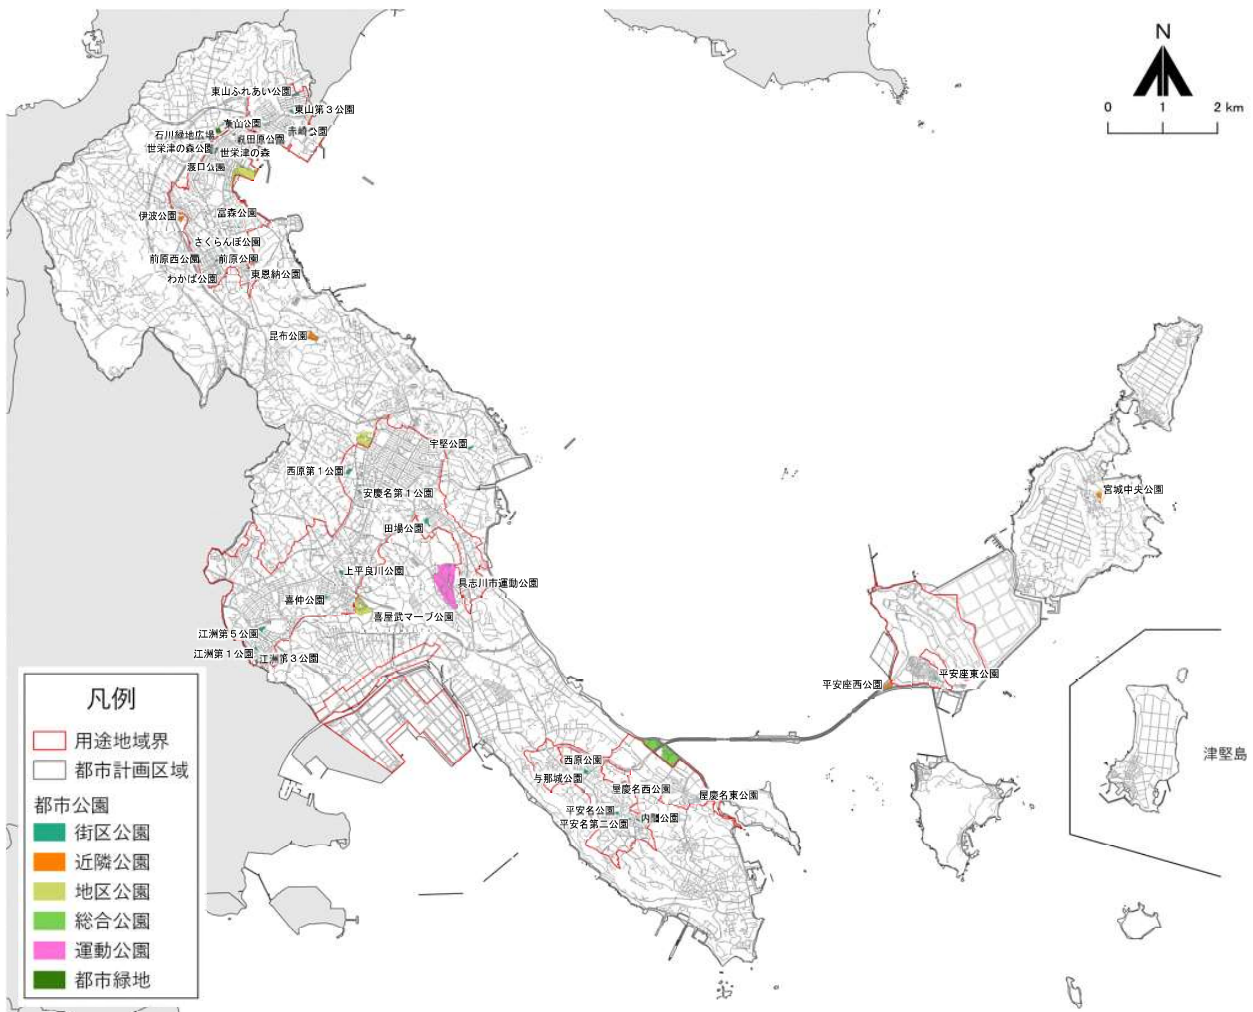 N
0 1 2 km
東山ふれあい公園
東山第３公園
東山公園
石川緑地広場
赤崎公園
世栄津の森公園
世栄津の森
渡口公園
伊波公園
富森公園
さくらんぼ公園
前原西公園
前原公園
わかば公園
東恩納公園
昆布公園
宇堅公園
西原第１公園
安慶名第１公園
宮城中央公園
田場公園
上平良川公園
具志川市運動公園
喜仲公園
喜屋武マーブ公園
江洲第５公園
江洲第１公園
江洲第３公園
平安座西公園
平安座東公園
津堅島
西原公園
与那城公園
屋慶名西公園
屋慶名東公園
平安名公園
平安名第二公園
内間公園
凡例
用途地域界
都市計画区域
都市公園
街区公園
近隣公園
地区公園
総合公園
運動公園
都市緑地